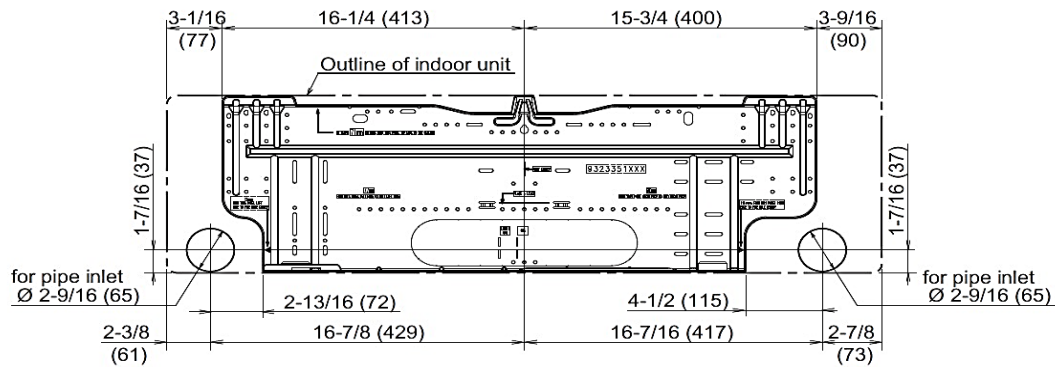 3-1/16
(77)
16-1/4 (413)
15-3/4 (400)
3-9/16
(90)
Outline of indoor unit
9323351XXX
1-7/16 (37)
1-7/16 (37)
for pipe inlet
Ø 2-9/16 (65)
for pipe inlet
Ø 2-9/16 (65)
2-13/16 (72)
4-1/2 (115)
2-3/8
(61)
16-7/8 (429)
16-7/16 (417)
2-7/8
(73)